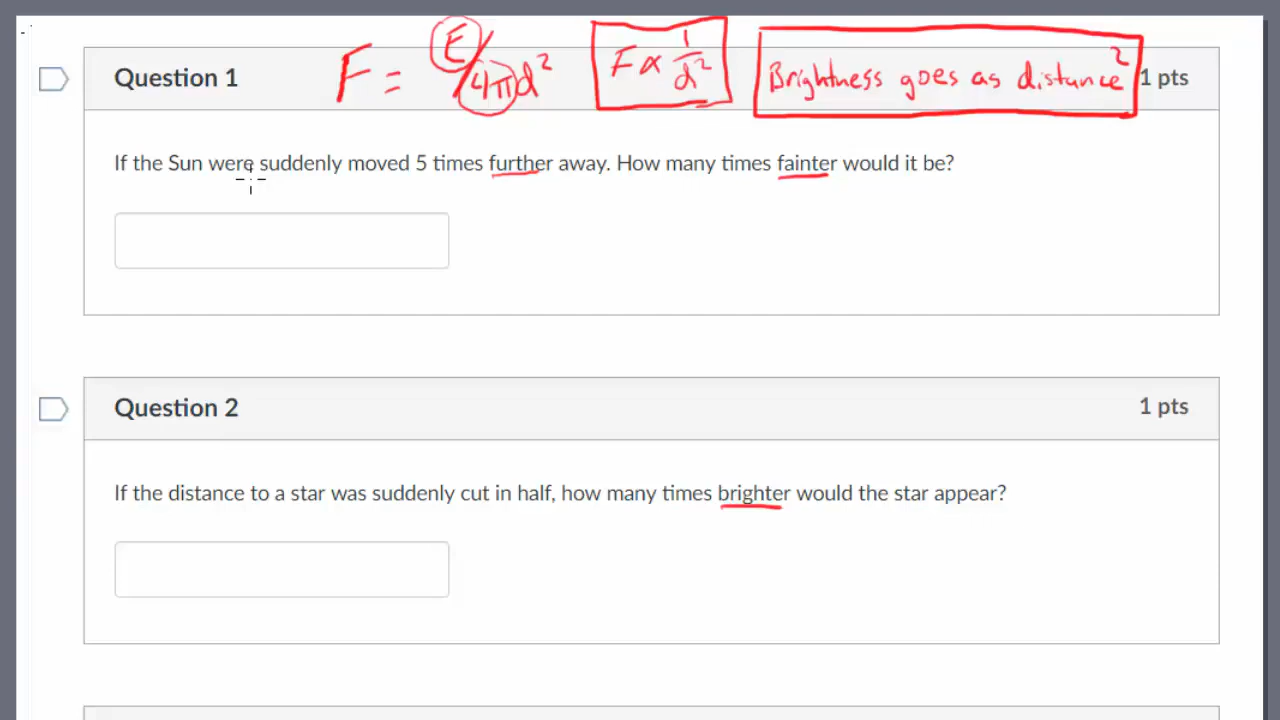 F = E/4πd² F ∝ 1/d² Brightness goes as distance²
Question 1 1 pts
If the Sun were suddenly moved 5 times further away. How many times fainter would it be?
Question 2 1 pts
If the distance to a star was suddenly cut in half, how many times brighter would the star appear?